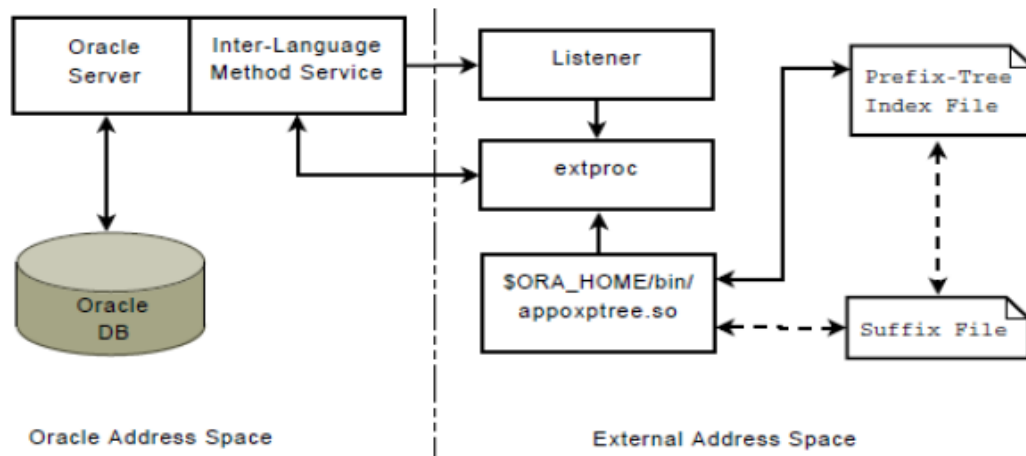 Oracle
Server
Inter-Language
Method Service
Listener
Prefix-Tree
Index File
extproc
$ORA_HOME/bin/
appoxptree.so
Oracle
DB
Suffix File
Oracle Address Space
External Address Space